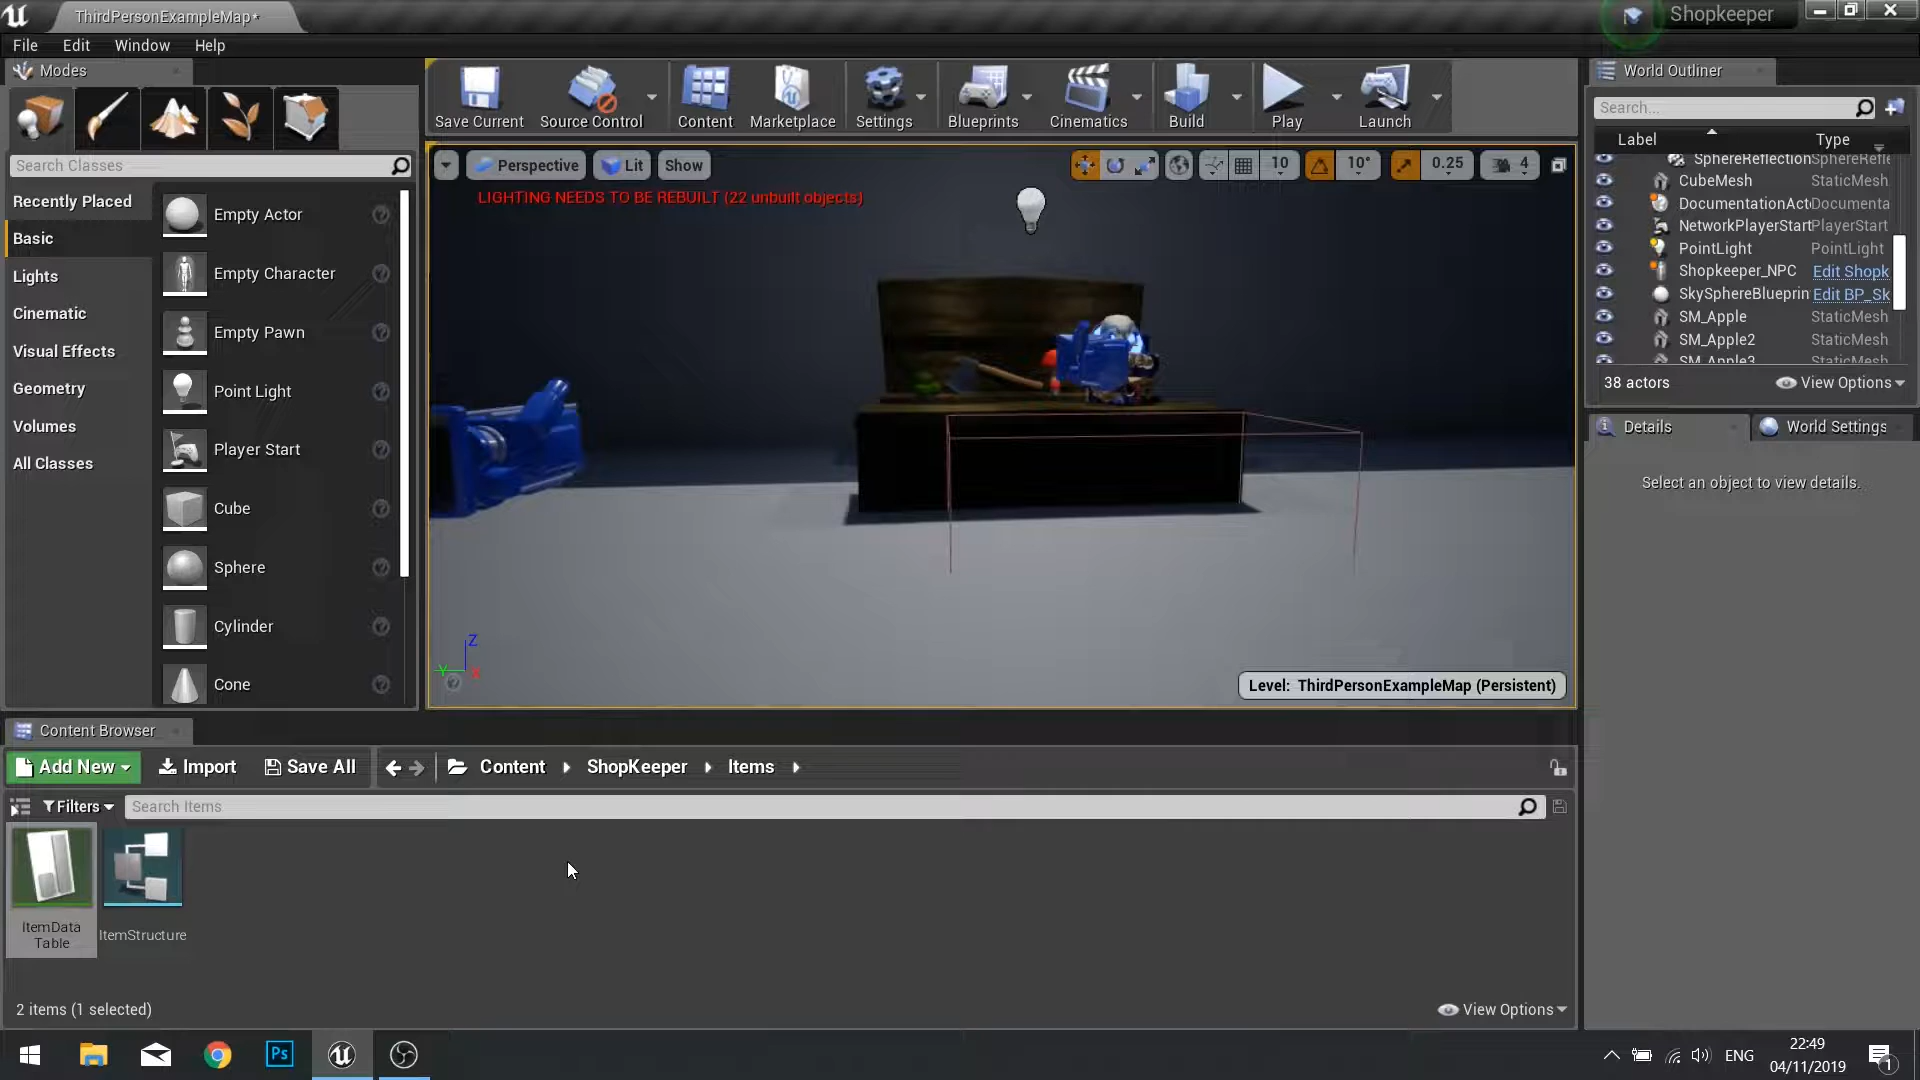 ThirdPersonExampleMap*
Shopkeeper
File Edit Window Help
Modes
Save Current
Source Control
Content
Marketplace
Settings
Blueprints
Cinematics
Build
Play
Launch
World Outliner
Search...
Label Type
Search Classes
Recently Placed
Basic
Lights
Cinematic
Visual Effects
Geometry
Volumes
All Classes
Empty Actor
Empty Character
Empty Pawn
Point Light
Player Start
Cube
Sphere
Cylinder
Cone
Perspective Lit Show
10 10° 0.25 4
LIGHTING NEEDS TO BE REBUILT (22 unbuilt objects)
Z
Y X
Level: ThirdPersonExampleMap (Persistent)
SphereReflection SphereRefle
CubeMesh StaticMesh
DocumentationAct Documenta
NetworkPlayerStart PlayerStart
PointLight PointLight
Shopkeeper_NPC Edit Shopk
SkySphereBlueprin Edit BP_Sk
SM_Apple StaticMesh
SM_Apple2 StaticMesh
SM_Apple3 StaticMesh
38 actors View Options
Details World Settings
Select an object to view details.
Content Browser
Add New Import Save All Content ShopKeeper Items
Filters Search Items
ItemData
Table
ItemStructure
2 items (1 selected)
View Options
Ps
ENG
22:49
04/11/2019
1